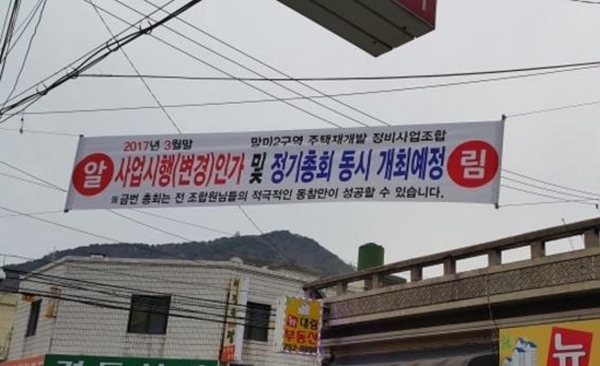 2017년 3월말 망미2구역 주택재개발 정비사업조합
알 사업시행(변경)인가 및 정기총회 동시 개최예정 림
※금번 총회는 전 조합원님들의 적극적인 동참만이 성공할 수 있습니다.
뉴대림
부동산
뉴